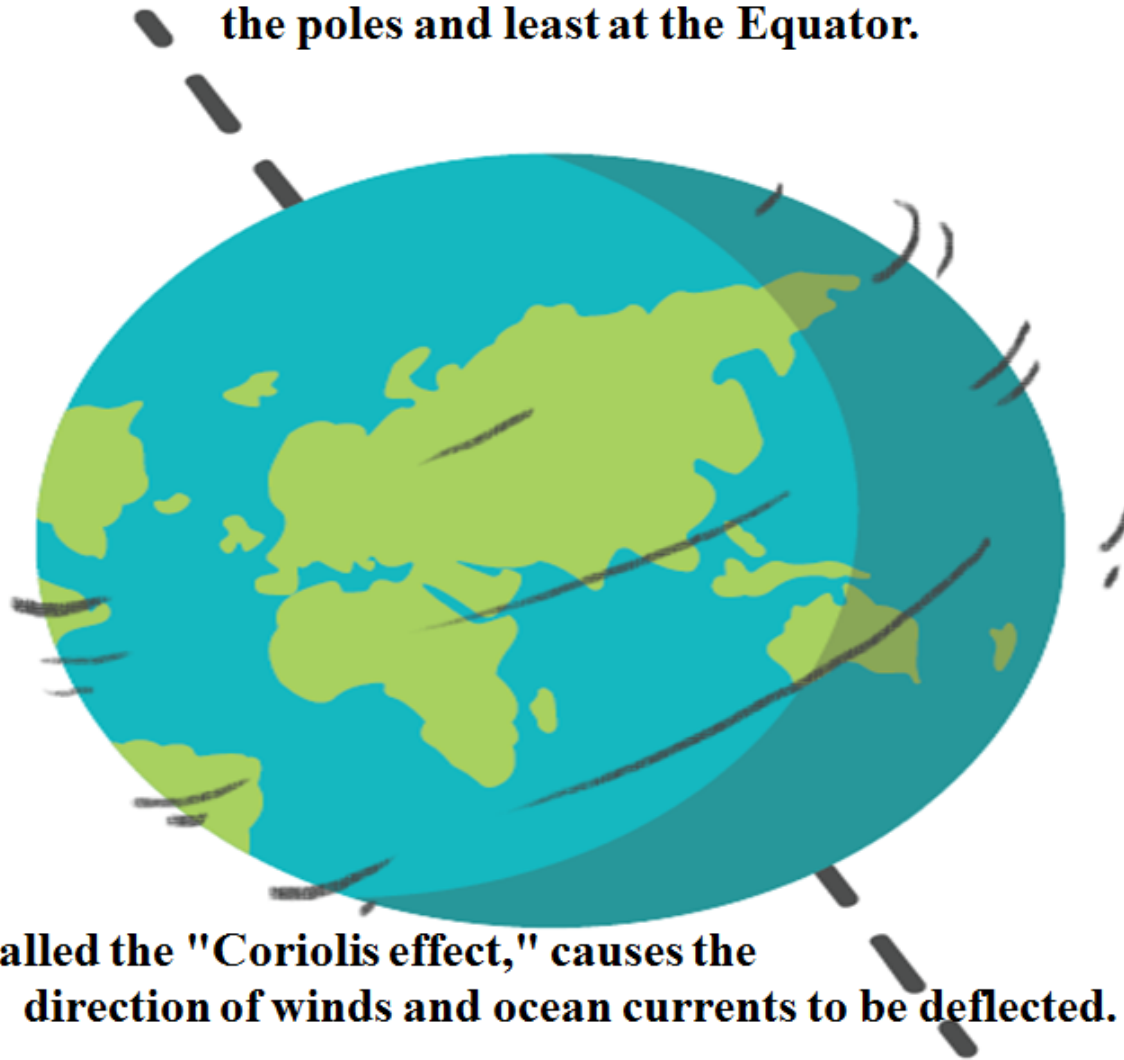 the poles and least at the Equator.
alled the "Coriolis effect," causes the
direction of winds and ocean currents to be deflected.